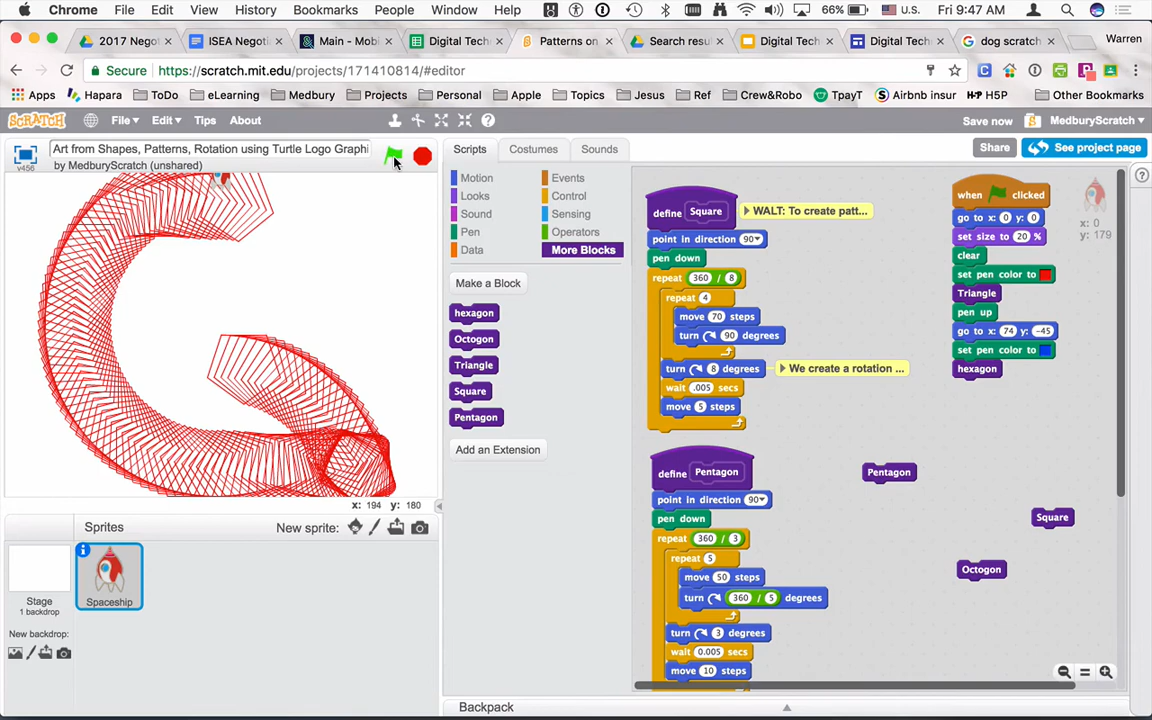 Chrome File Edit View History Bookmarks People Window Help 66% U.S. Fri 9:47 AM
2017 Negot ISEA Negoti Main - Mobi Digital Tech Patterns on Search resu Digital Tech Digital Tech dog scratch Warren
Secure https://scratch.mit.edu/projects/171410814/#editor
Apps Hapara ToDo eLearning Medbury Projects Personal Apple Topics Jesus Ref Crew&Robo TpayT Airbnb insur H5P Other Bookmarks
SCRATCH File Edit Tips About Save now MedburyScratch
v456
Art from Shapes, Patterns, Rotation using Turtle Logo Graphi
by MedburyScratch (unshared)
Scripts Costumes Sounds Share See project page
Motion Events
Looks Control
Sound Sensing
Pen Operators
Data More Blocks
Make a Block
hexagon
Octogon
Triangle
Square
Pentagon
Add an Extension
define Square
WALT: To create patt...
point in direction 90
pen down
repeat 360 / 8
repeat 4
move 70 steps
turn 90 degrees
turn 8 degrees
We create a rotation ...
wait .005 secs
move 5 steps
define Pentagon
point in direction 90
pen down
repeat 360 / 3
repeat 5
move 50 steps
turn 360 / 5 degrees
turn 3 degrees
wait 0.005 secs
move 10 steps
when clicked
go to x: 0 y: 0
set size to 20 %
clear
set pen color to
Triangle
pen up
go to x: 74 y: -45
set pen color to
hexagon
x: 0
y: 179
Pentagon
Square
Octogon
x: 194 y: 180
Sprites New sprite:
Stage
1 backdrop
New backdrop:
Spaceship
Backpack